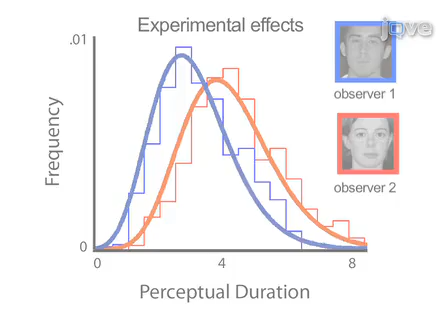 Experimental effects
jove
.01
observer 1
Frequency
observer 2
0
0 4 8
Perceptual Duration